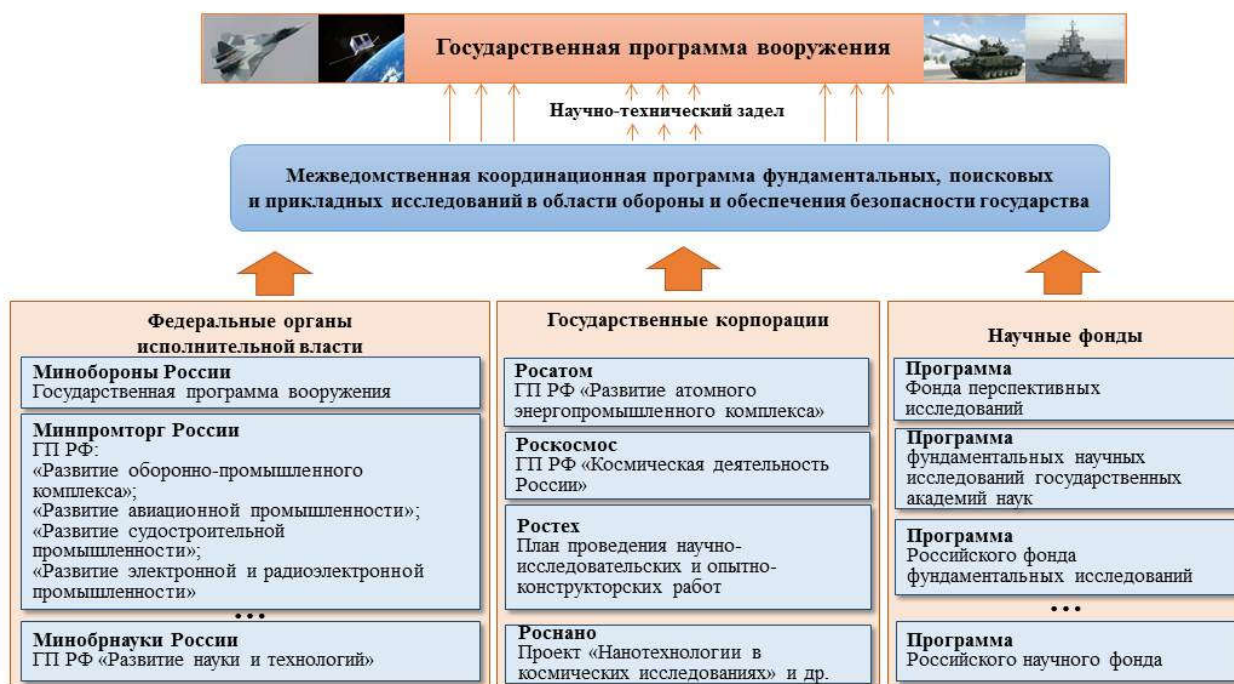 Государственная программа вооружения
Научно-технический задел
Межведомственная координационная программа фундаментальных, поисковых
и прикладных исследований в области обороны и обеспечения безопасности государства
Федеральные органы
исполнительной власти
Минобороны России
Государственная программа вооружения
Минпромторг России
ГП РФ:
«Развитие оборонно-промышленного
комплекса»;
«Развитие авиационной промышленности»;
«Развитие судостроительной
промышленности»;
«Развитие электронной и радиоэлектронной
промышленности»
...
Минобрнауки России
ГП РФ «Развитие науки и технологий»
Государственные корпорации
Росатом
ГП РФ «Развитие атомного
энергопромышленного комплекса»
Роскосмос
ГП РФ «Космическая деятельность
России»
Ростех
План проведения научно-
исследовательских и опытно-
конструкторских работ
Роснано
Проект «Нанотехнологии в
космических исследованиях» и др.
Научные фонды
Программа
Фонда перспективных
исследований
Программа
фундаментальных научных
исследований государственных
академий наук
Программа
Российского фонда
фундаментальных исследований
...
Программа
Российского научного фонда